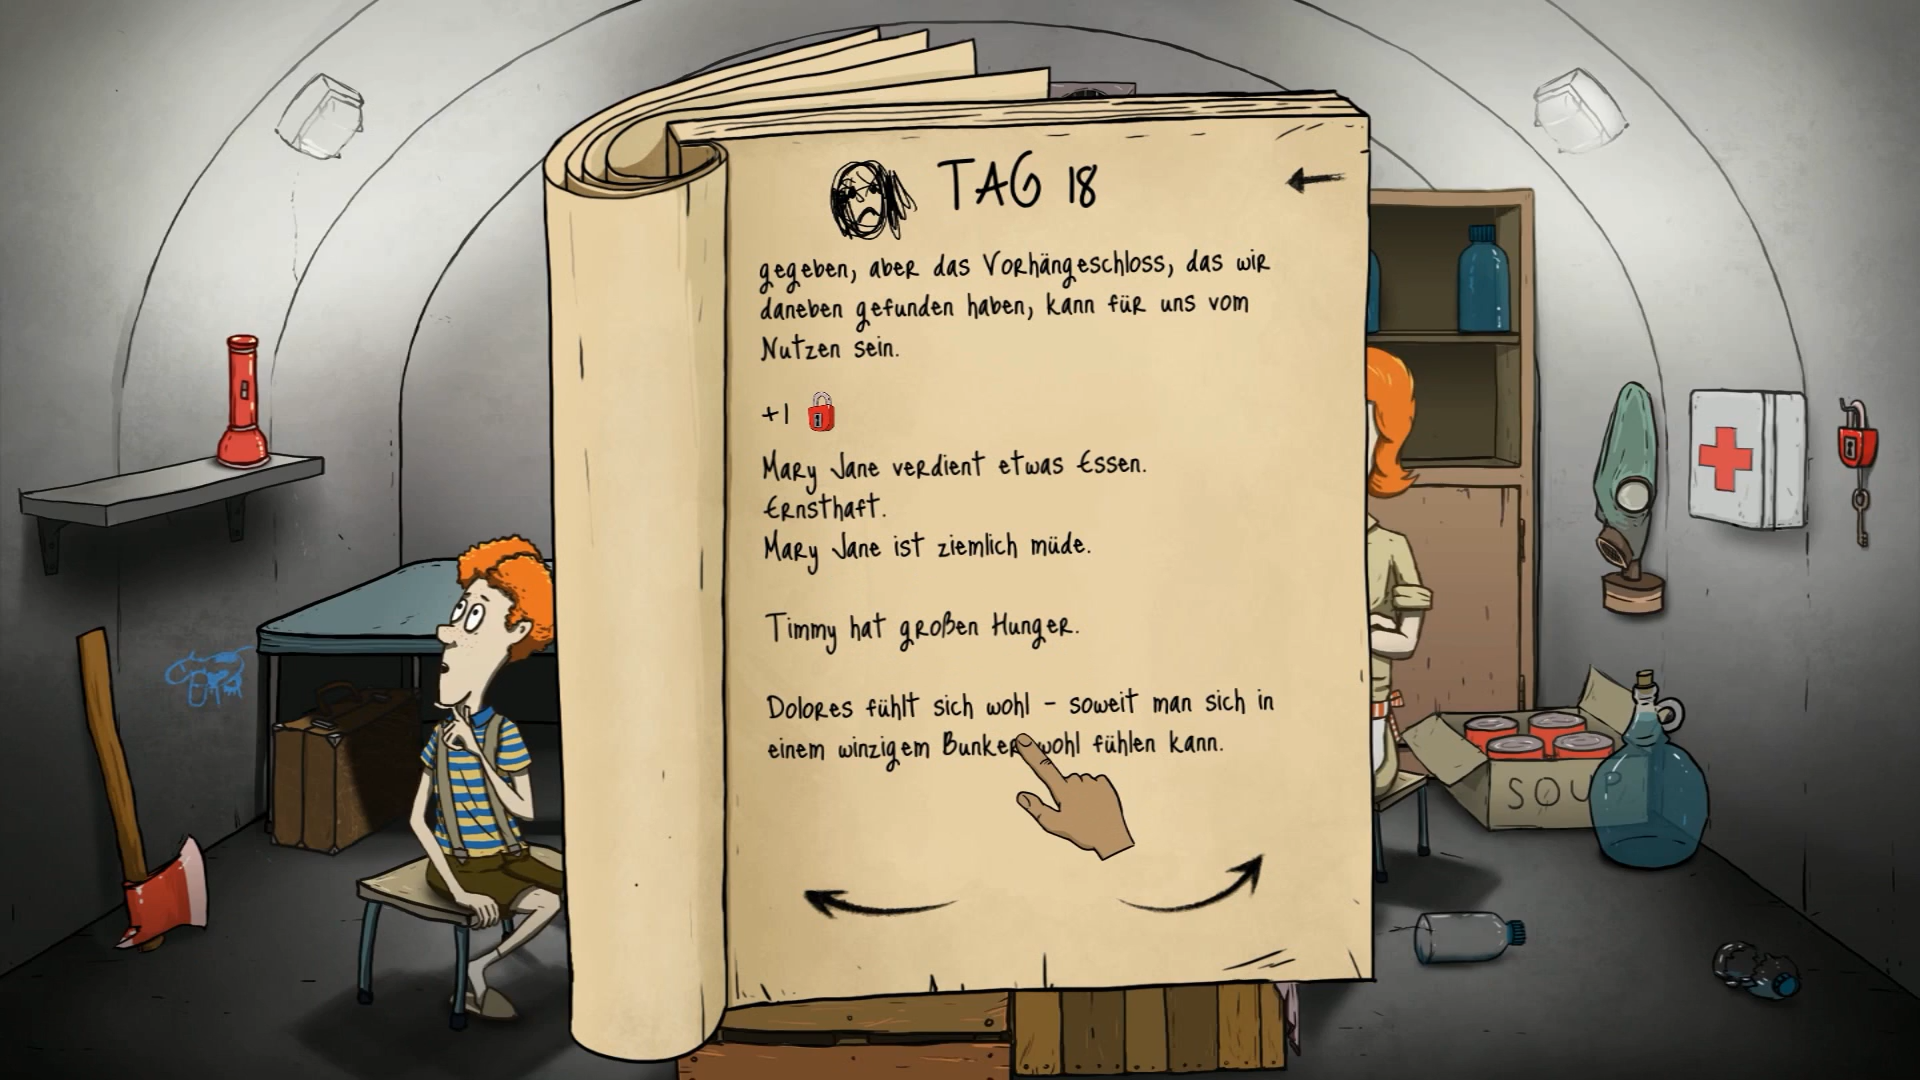 TAG 18
gegeben, aber das Vorhängeschloss, das wir
daneben gefunden haben, kann für uns vom
Nutzen sein.
+1
Mary Jane verdient etwas Essen.
Ernsthaft.
Mary Jane ist ziemlich müde.
Timmy hat großen Hunger.
Dolores fühlt sich wohl - soweit man sich in
einem winzigem Bunker wohl fühlen kann.
SOUP